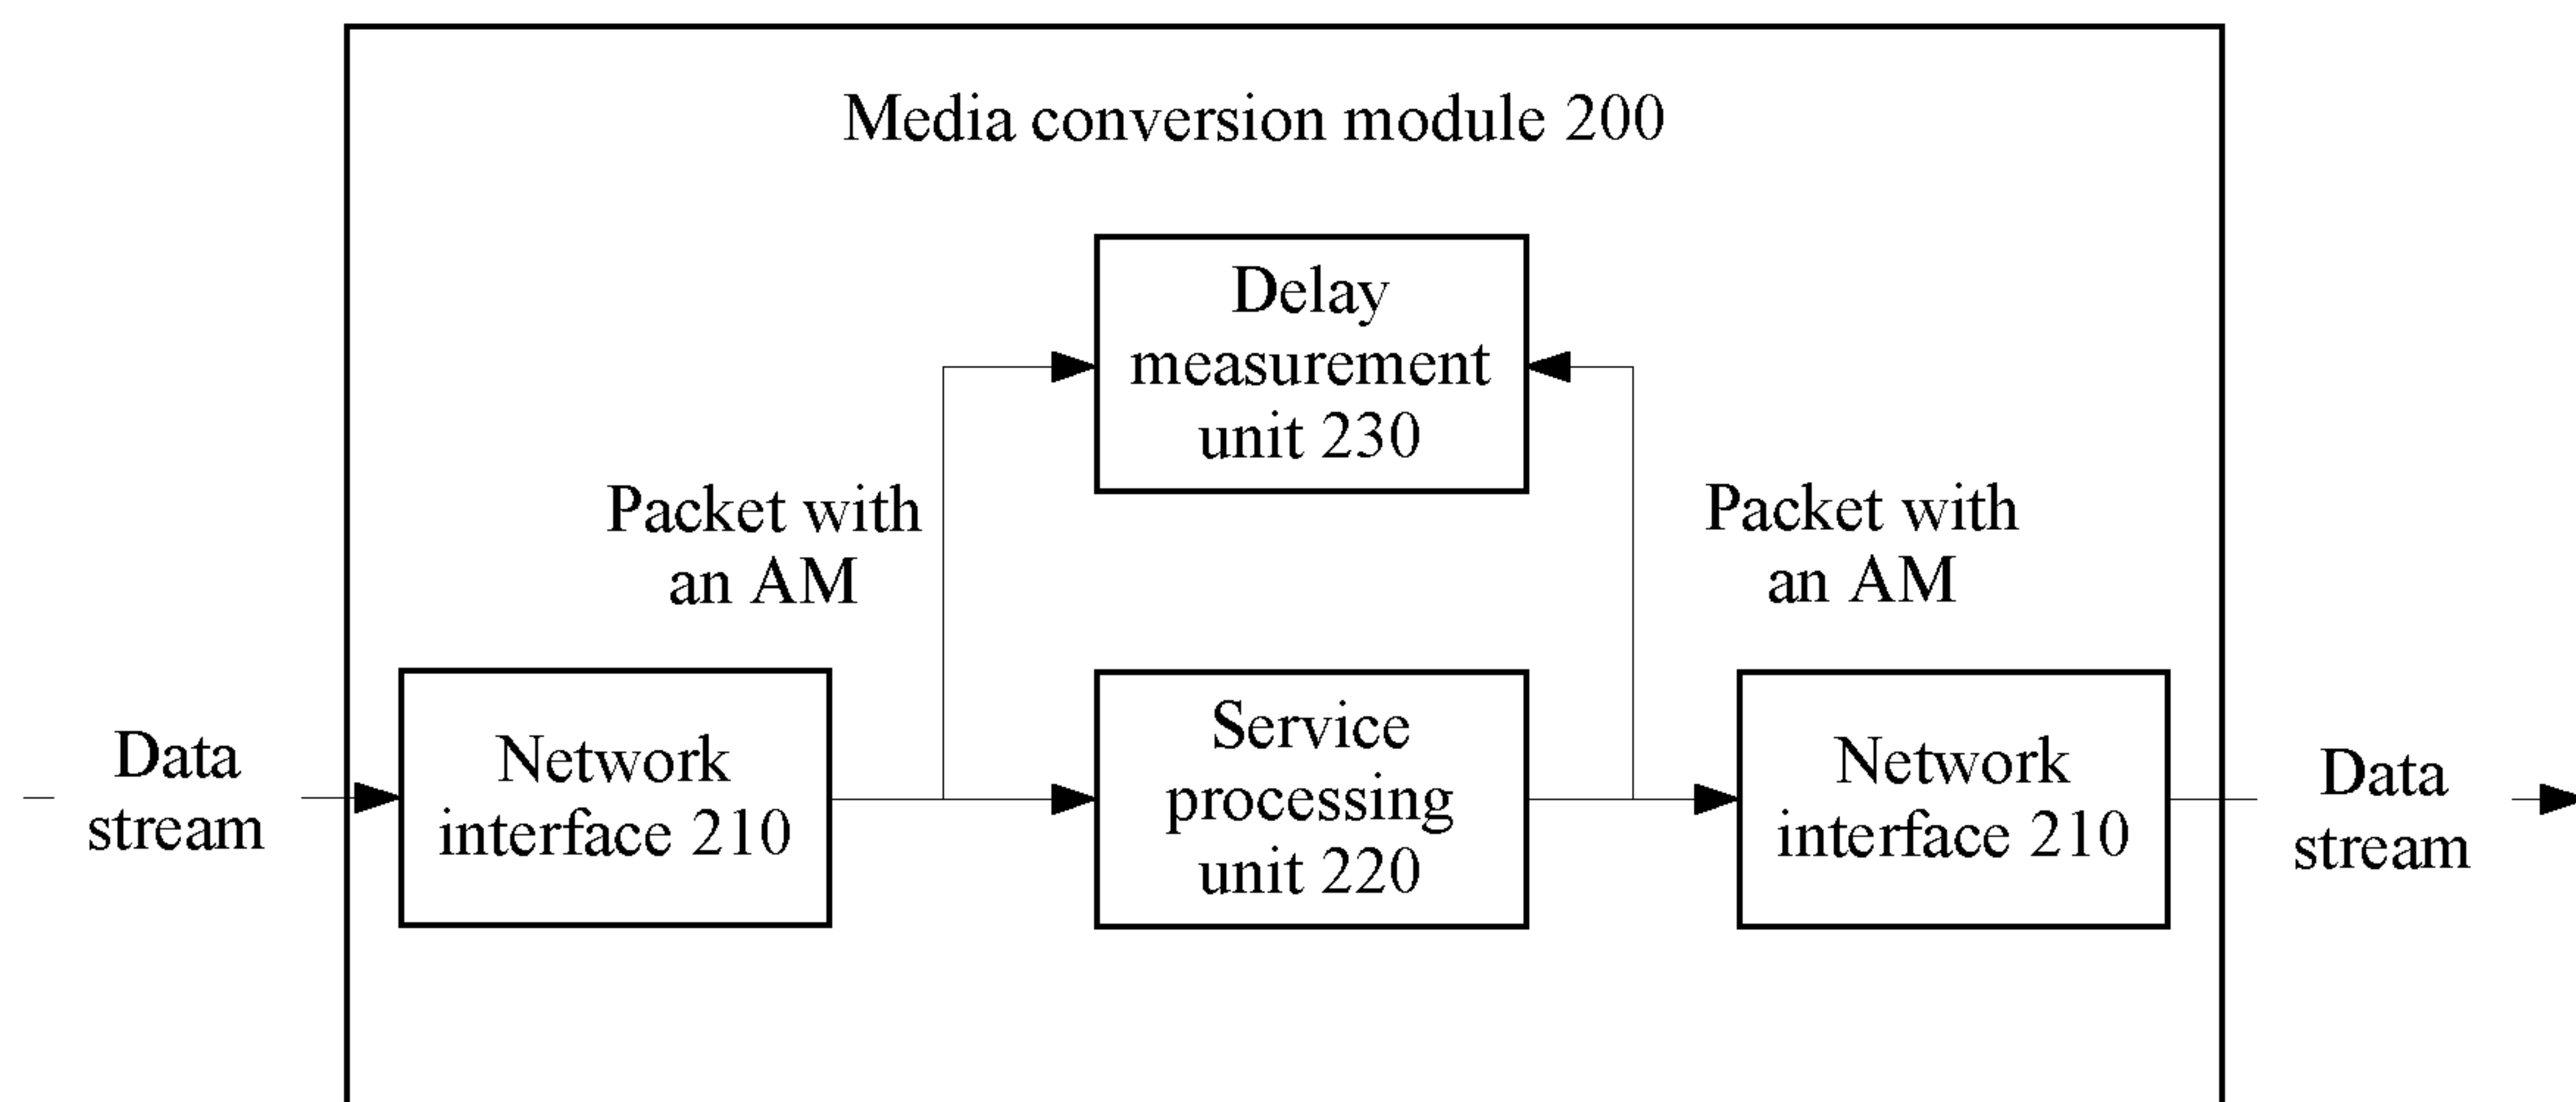 Media conversion module 200
Delay
measurement
unit 230
Packet with
an AM
Packet with
an AM
Data
stream
Network
interface 210
Service
processing
unit 220
Network
interface 210
Data
stream